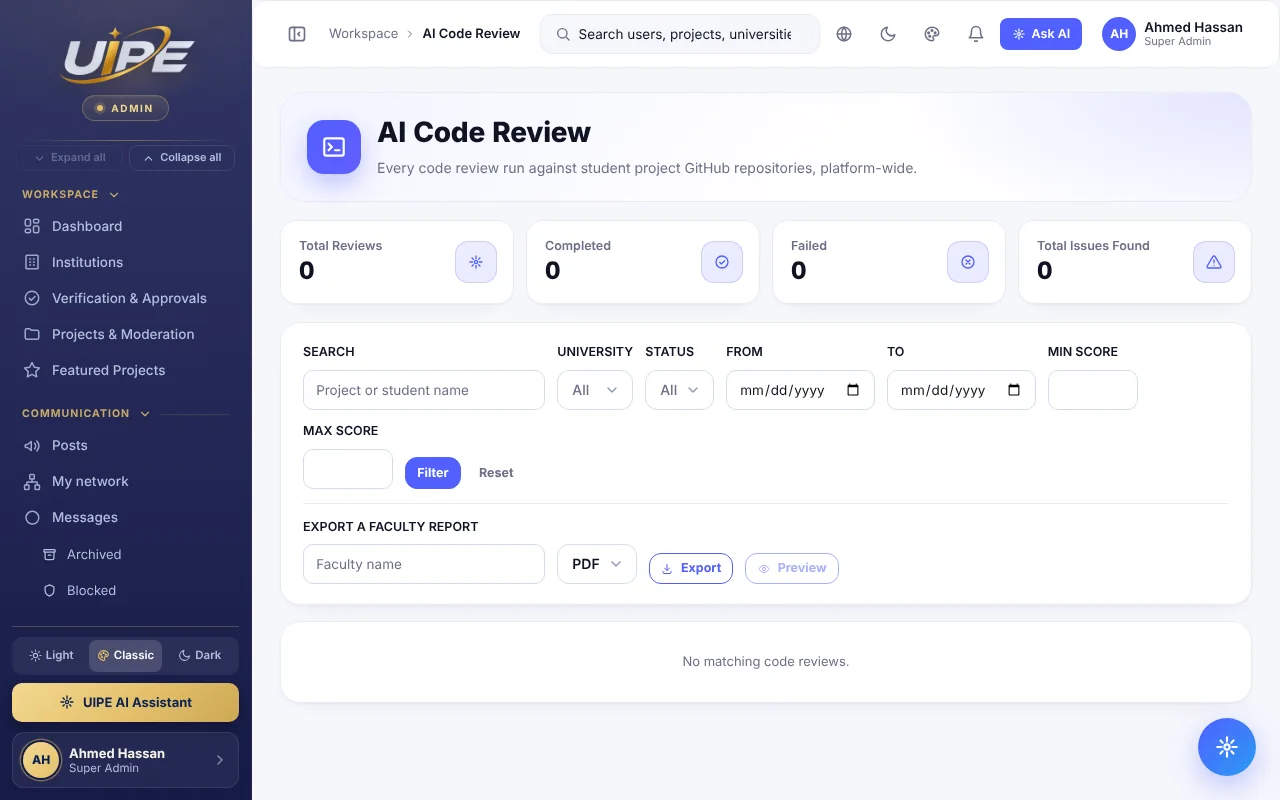 UIPE
ADMIN
Expand all
Collapse all
WORKSPACE
Dashboard
Institutions
Verification & Approvals
Projects & Moderation
Featured Projects
COMMUNICATION
Posts
My network
Messages
Archived
Blocked
Light
Classic
Dark
UIPE AI Assistant
AH
Ahmed Hassan
Super Admin
Workspace
AI Code Review
Search users, projects, universitie
Ask AI
AH
Ahmed Hassan
Super Admin
AI Code Review
Every code review run against student project GitHub repositories, platform-wide.
Total Reviews
0
Completed
0
Failed
0
Total Issues Found
0
SEARCH
Project or student name
UNIVERSITY
All
STATUS
All
FROM
mm/dd/yyyy
TO
mm/dd/yyyy
MIN SCORE
MAX SCORE
Filter
Reset
EXPORT A FACULTY REPORT
Faculty name
PDF
Export
Preview
No matching code reviews.